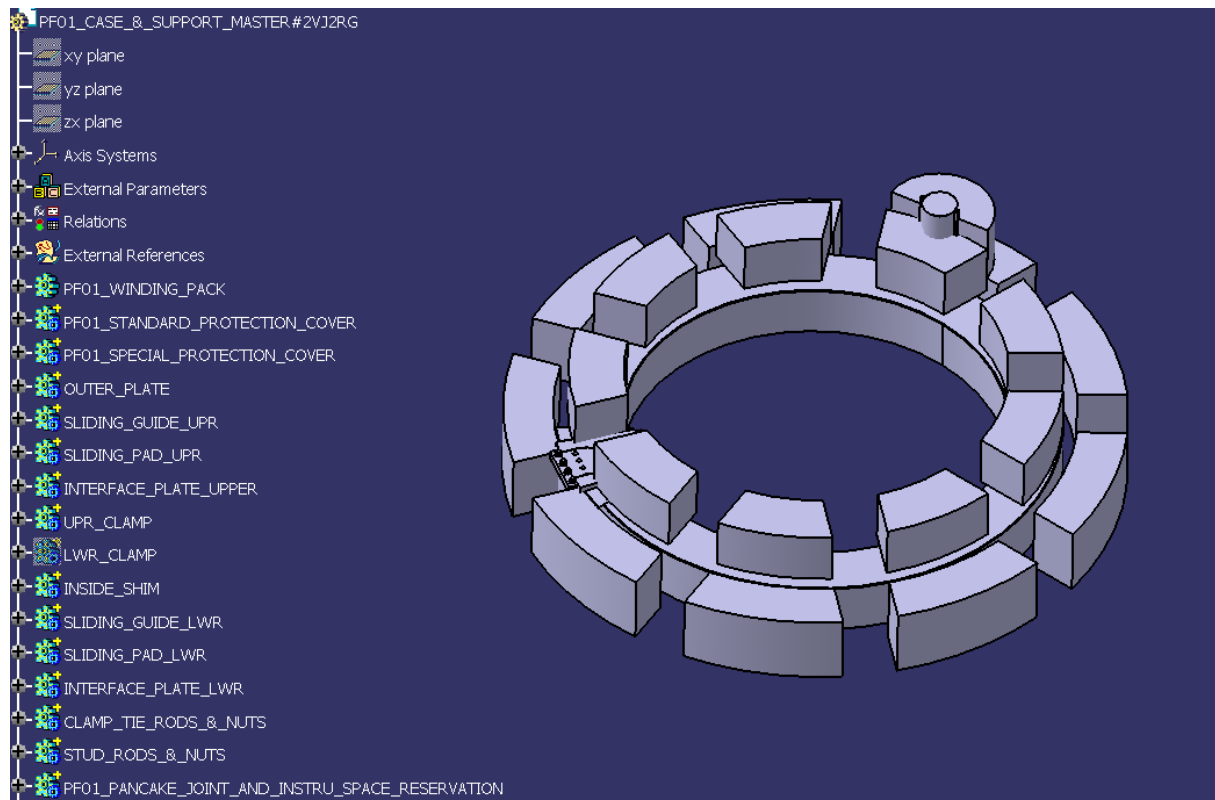 PF01_CASE_&_SUPPORT_MASTER#2VJ2RG
xy plane
yz plane
zx plane
Axis Systems
External Parameters
Relations
External References
PF01_WINDING_PACK
PF01_STANDARD_PROTECTION_COVER
PF01_SPECIAL_PROTECTION_COVER
OUTER_PLATE
SLIDING_GUIDE_UPR
SLIDING_PAD_UPR
INTERFACE_PLATE_UPPER
UPR_CLAMP
LWR_CLAMP
INSIDE_SHIM
SLIDING_GUIDE_LWR
SLIDING_PAD_LWR
INTERFACE_PLATE_LWR
CLAMP_TIE_RODS_&_NUTS
STUD_RODS_&_NUTS
PF01_PANCAKE_JOINT_AND_INSTRU_SPACE_RESERVATION